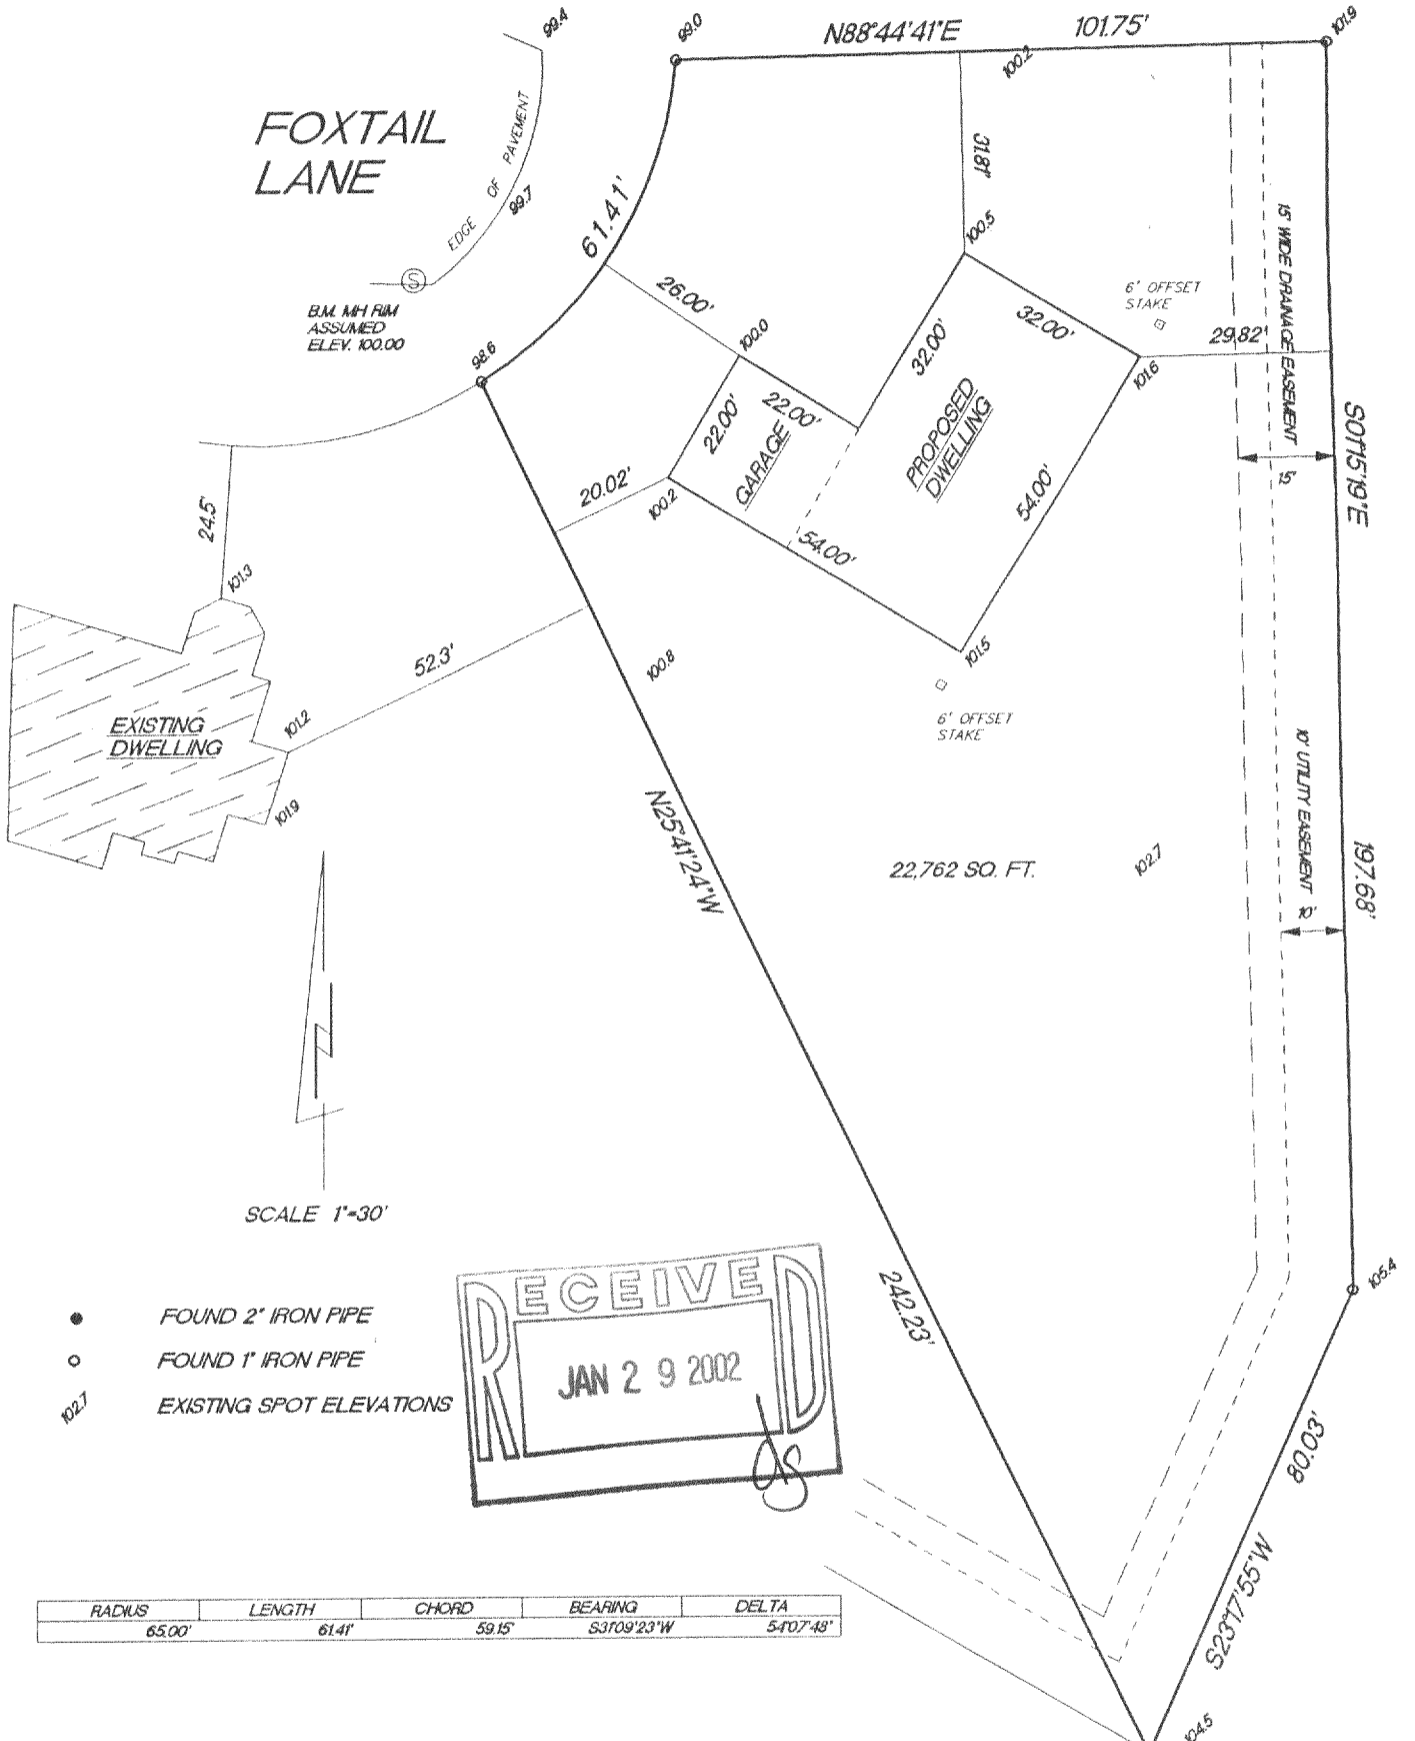 99.4
99.0
N88°44'41"E
101.75'
101.9
100.2
FOXTAIL
LANE
EDGE OF PAVEMENT
99.7
61.41'
31.81'
100.5
S
B.M. MH RIM
ASSUMED
ELEV. 100.00
98.6
26.00'
100.0
6' OFFSET
STAKE
15' WIDE DRAINAGE EASEMENT
15'
32.00'
32.00'
29.82'
101.6
22.00'
22.00'
GARAGE
PROPOSED
DWELLING
54.00'
S01°15'19"E
20.02'
100.2
54.00'
24.5'
101.3
101.5
52.3'
100.8
6' OFFSET
STAKE
EXISTING
DWELLING
101.2
101.9
10' UTILITY EASEMENT
10'
N25°41'24"W
22,762 SQ. FT.
102.7
197.68'
SCALE 1"=30'
242.23'
105.4
FOUND 2" IRON PIPE
FOUND 1" IRON PIPE
102.7 EXISTING SPOT ELEVATIONS
RECEIVED
JAN 29 2002
80.03'
S23°17'55"W
104.5
RADIUS LENGTH CHORD BEARING DELTA
65.00' 61.41' 59.15' S31°09'23"W 54°07'48"